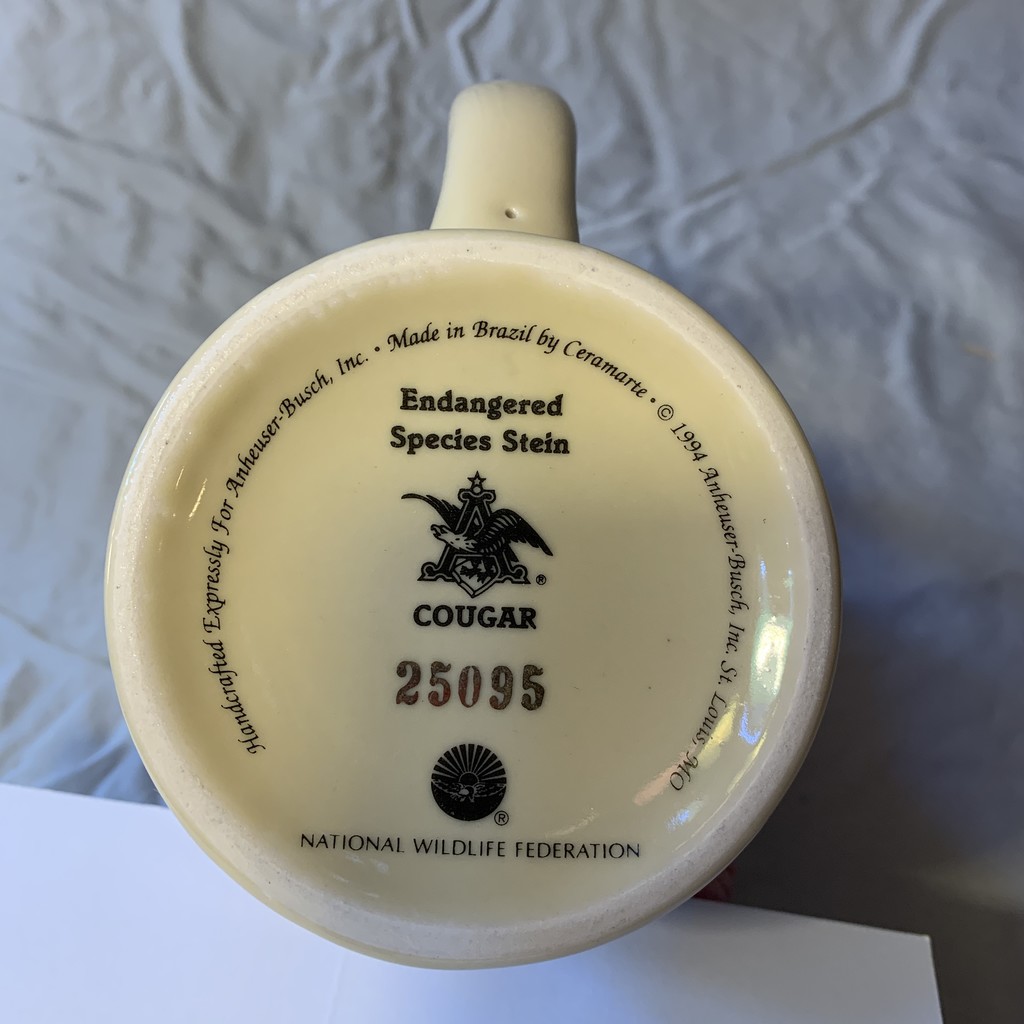 Handcrafted Expressly For Anheuser-Busch, Inc. • Made in Brazil by Ceramarte • © 1994 Anheuser-Busch, Inc. St. Louis, MO
Endangered
Species Stein
A ®
COUGAR
25095
®
NATIONAL WILDLIFE FEDERATION